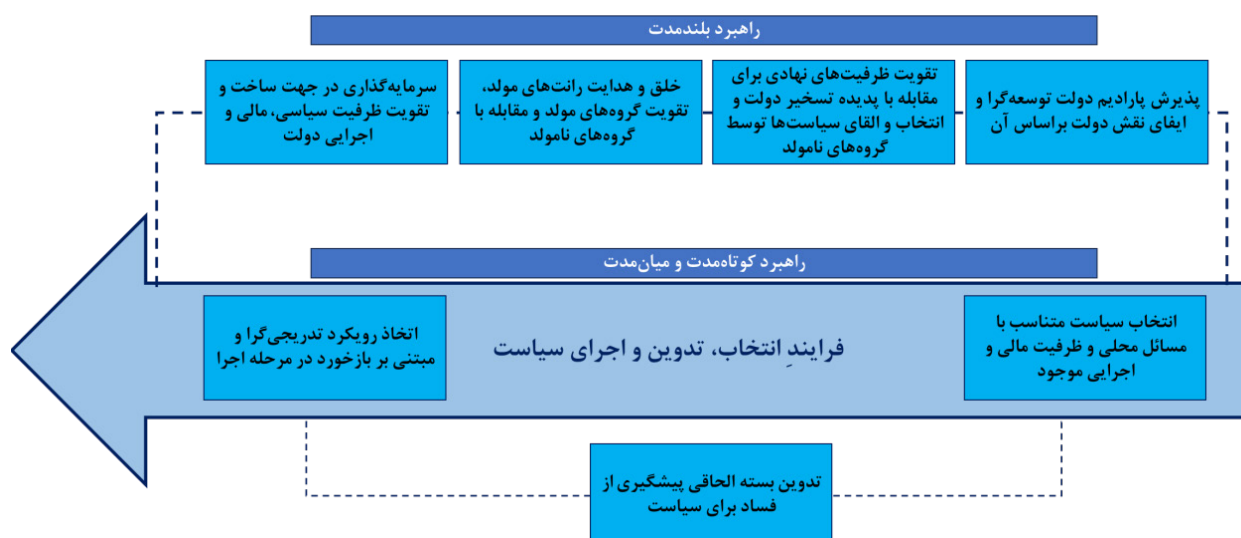 راهبرد بلندمدت
پذیرش پارادیم دولت توسعه‌گرا و
ایفای نقش دولت براساس آن
تقویت ظرفیت‌های نهادی برای
مقابله با پدیده تسخیر دولت و
انتخاب و القای سیاست‌ها توسط
گروه‌های نامولد
خلق و هدایت رانت‌های مولد،
تقویت گروه‌های مولد و مقابله با
گروه‌های نامولد
سرمایه‌گذاری در جهت ساخت و
تقویت ظرفیت سیاسی، مالی و
اجرایی دولت
راهبرد کوتاه‌مدت و میان‌مدت
انتخاب سیاست متناسب با
مسائل محلی و ظرفیت مالی و
اجرایی موجود
فرایندِ انتخاب، تدوین و اجرای سیاست
اتخاذ رویکرد تدریجی‌گرا و
مبتنی بر بازخورد در مرحله اجرا
تدوین بسته الحاقی پیشگیری از
فساد برای سیاست